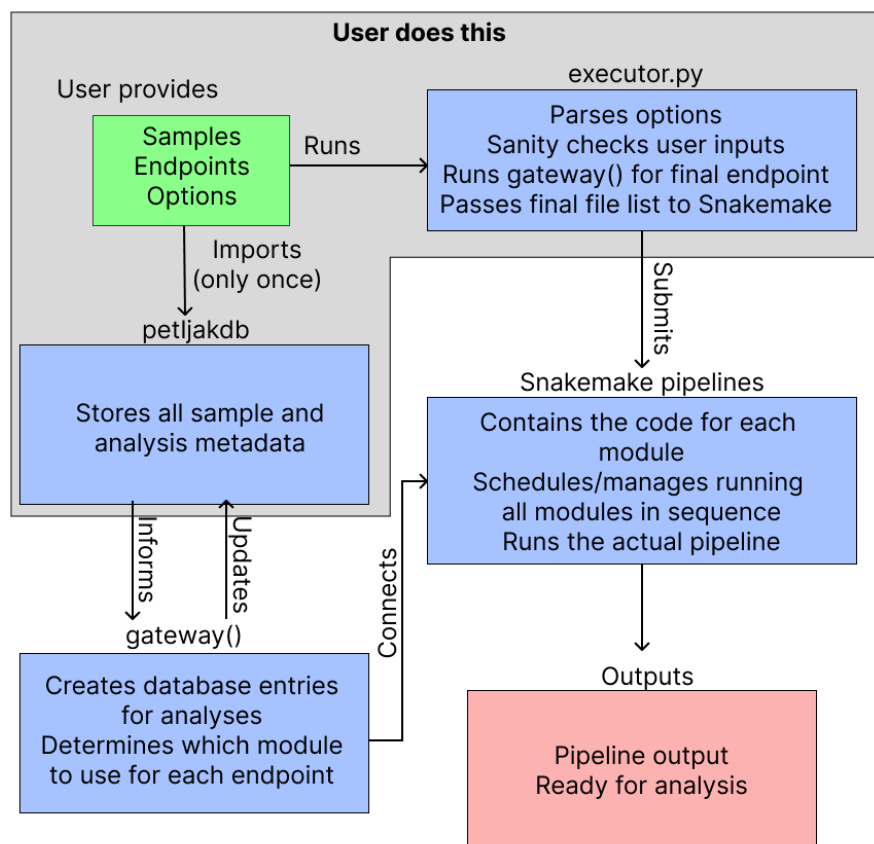 User does this
User provides
Samples
Endpoints
Options
Runs
executor.py
Parses options
Sanity checks user inputs
Runs gateway() for final endpoint
Passes final file list to Snakemake
Imports
(only once)
petljakdb
Stores all sample and
analysis metadata
Submits
Snakemake pipelines
Contains the code for each
module
Schedules/manages running
all modules in sequence
Runs the actual pipeline
Informs
Updates
Connects
gateway()
Creates database entries
for analyses
Determines which module
to use for each endpoint
Outputs
Pipeline output
Ready for analysis